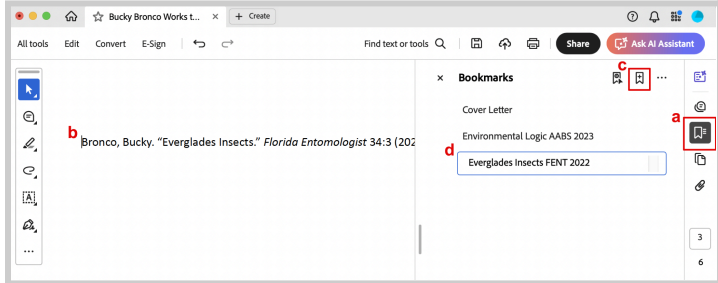 Bucky Bronco Works t... × + Create
All tools Edit Convert E-Sign Find text or tools Share Ask AI Assistant
c
× Bookmarks ...
a
Cover Letter
b
Bronco, Bucky. “Everglades Insects.” Florida Entomologist 34:3 (202
Environmental Logic AABS 2023
d
Everglades Insects FENT 2022
3
6